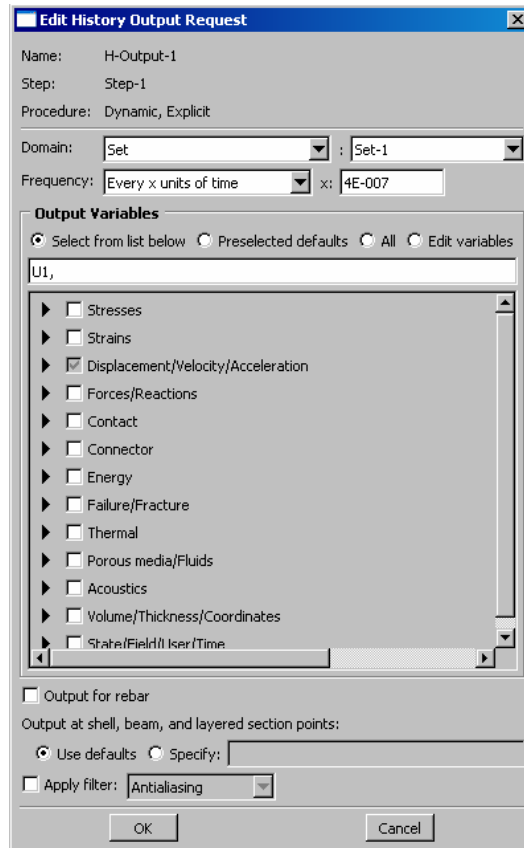 Edit History Output Request
Name: H-Output-1
Step: Step-1
Procedure: Dynamic, Explicit
Domain: Set : Set-1
Frequency: Every x units of time x: 4E-007
Output Variables
Select from list below Preselected defaults All Edit variables
U1,
Stresses
Strains
Displacement/Velocity/Acceleration
Forces/Reactions
Contact
Connector
Energy
Failure/Fracture
Thermal
Porous media/Fluids
Acoustics
Volume/Thickness/Coordinates
State/Field/User/Time
Output for rebar
Output at shell, beam, and layered section points:
Use defaults Specify:
Apply filter: Antialiasing
OK Cancel